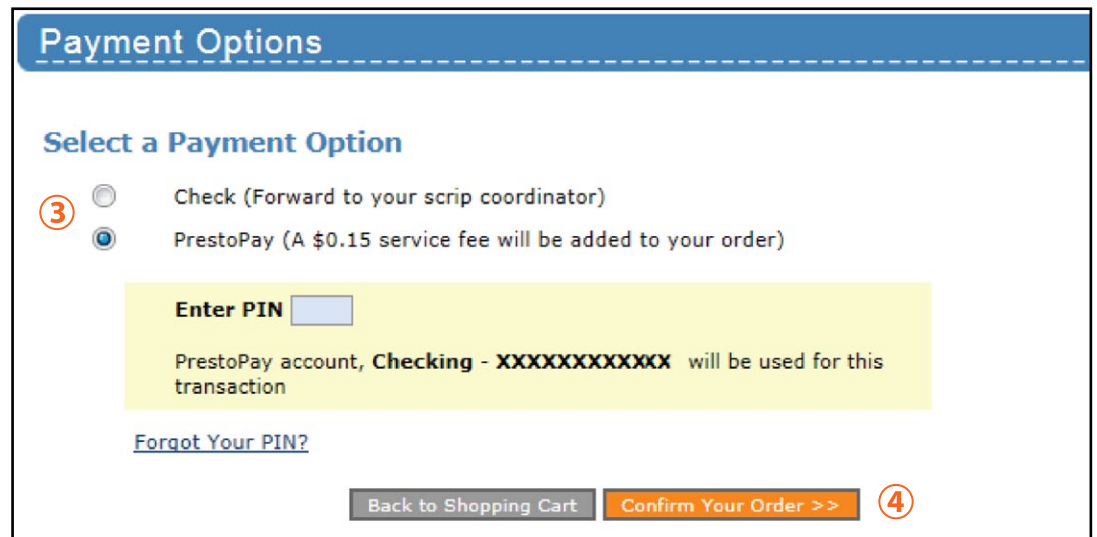 Payment Options
Select a Payment Option
③
Check (Forward to your scrip coordinator)
PrestoPay (A $0.15 service fee will be added to your order)
Enter PIN
PrestoPay account, Checking - XXXXXXXXXXXX will be used for this
transaction
Forgot Your PIN?
Back to Shopping Cart Confirm Your Order >> ④